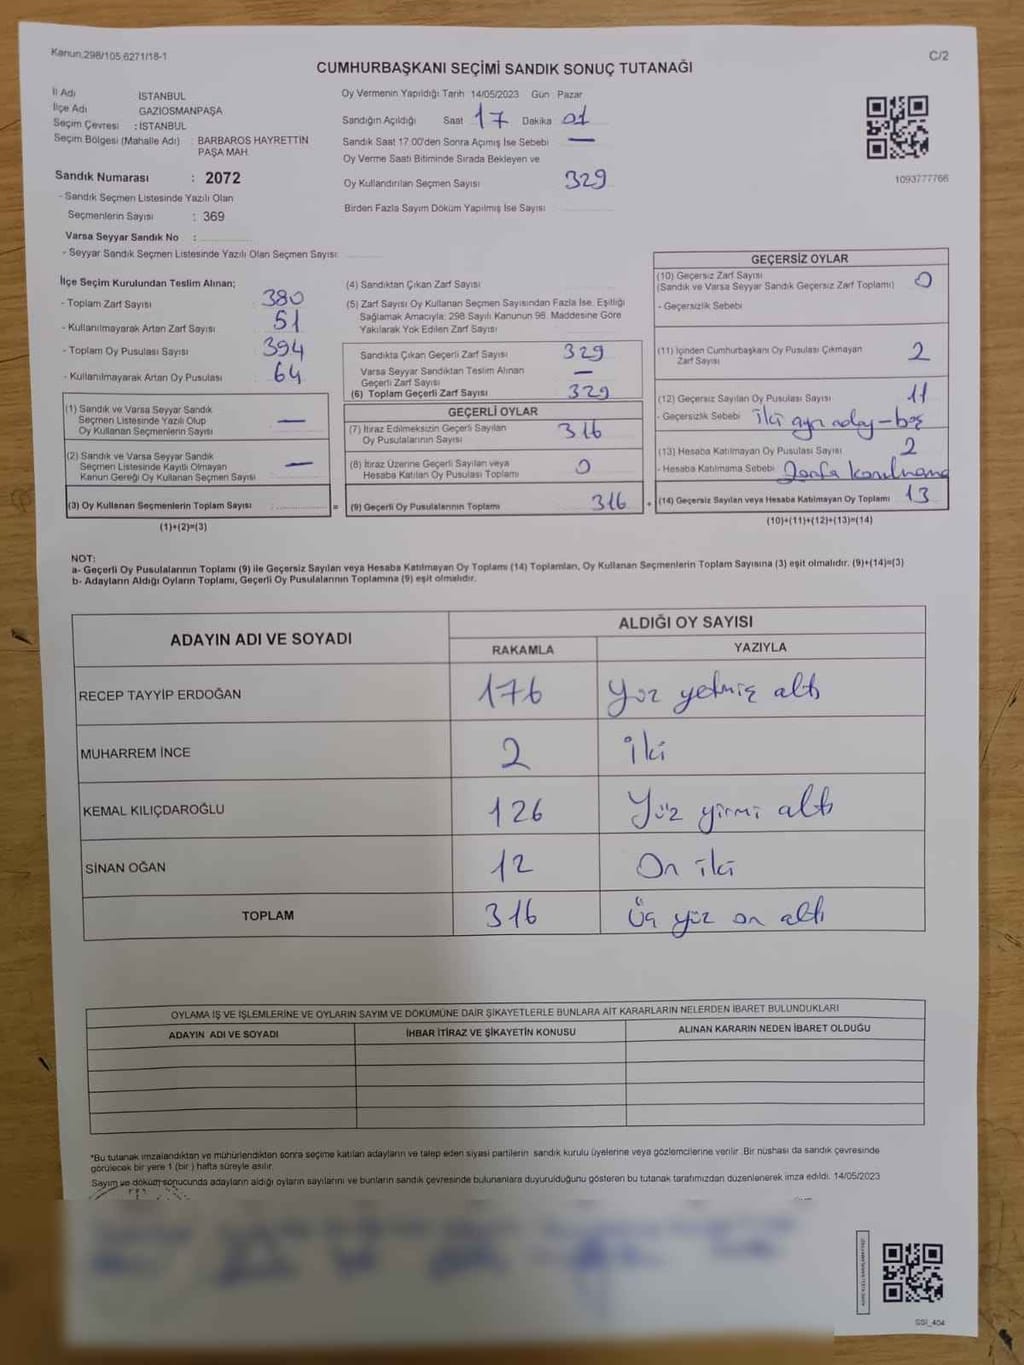 Kanun.298/105,6271/18-1
C/2
CUMHURBAŞKANI SEÇİMİ SANDIK SONUÇ TUTANAĞI
İl Adı İSTANBUL
İlçe Adı GAZİOSMANPAŞA
Seçim Çevresi : İSTANBUL
Seçim Bölgesi (Mahalle Adı) : BARBAROS HAYRETTİN PAŞA MAH.
Sandık Numarası : 2072
- Sandık Seçmen Listesinde Yazılı Olan
Seçmenlerin Sayısı : 369
Varsa Seyyar Sandık No :
- Seyyar Sandık Seçmen Listesinde Yazılı Olan Seçmen Sayısı:
Oy Vermenin Yapıldığı Tarih 14/05/2023 Gün Pazar
Sandığın Açıldığı Saat 17 Dakika 01
Sandık Saat 17.00'den Sonra Açımış İse Sebebi —
Oy Verme Saati Bitiminde Sırada Bekleyen ve
Oy Kullandırılan Seçmen Sayısı 329
Birden Fazla Sayım Döküm Yapılmış İse Sayısı
1093777766
İlçe Seçim Kurulundan Teslim Alınan;
- Toplam Zarf Sayısı 380
- Kullanılmayarak Artan Zarf Sayısı 51
- Toplam Oy Pusulası Sayısı 394
- Kullanılmayarak Artan Oy Pusulası 64
(1) Sandık ve Varsa Seyyar Sandık
Seçmen Listesinde Yazılı Olup
Oy Kullanan Seçmenlerin Sayısı —
(2) Sandık ve Varsa Seyyar Sandık
Seçmen Listesinde Kayıtlı Olmayan
Kanun Gereği Oy Kullanan Seçmen Sayısı —
(3) Oy Kullanan Seçmenlerin Toplam Sayısı =
(1)+(2)=(3)
(4) Sandıktan Çıkan Zarf Sayısı
(5) Zarf Sayısı Oy Kullanan Seçmen Sayısından Fazla İse, Eşitliği
Sağlamak Amacıyla; 298 Sayılı Kanunun 98. Maddesine Göre
Yakılarak Yok Edilen Zarf Sayısı
Sandıkta Çıkan Geçerli Zarf Sayısı 329
Varsa Seyyar Sandıktan Teslim Alınan
Geçerli Zarf Sayısı —
(6) Toplam Geçerli Zarf Sayısı 329
GEÇERLİ OYLAR
(7) İtiraz Edilmeksizin Geçerli Sayılan
Oy Pusulalarının Sayısı 316
(8) İtiraz Üzerine Geçerli Sayılan veya
Hesaba Katılan Oy Pusulası Toplamı 0
(9) Geçerli Oy Pusulalarının Toplamı 316 +
GEÇERSİZ OYLAR
(10) Geçersiz Zarf Sayısı
(Sandık ve Varsa Seyyar Sandık Geçersiz Zarf Toplamı) 0
- Geçersizlik Sebebi
(11) İçinden Cumhurbaşkanı Oy Pusulası Çıkmayan
Zarf Sayısı 2
(12) Geçersiz Sayılan Oy Pusulası Sayısı 11
- Geçersizlik Sebebi İki ayrı aday-boş
(13) Hesaba Katılmayan Oy Pusulası Sayısı 2
- Hesaba Katılmama Sebebi
(14) Geçersiz Sayılan veya Hesaba Katılmayan Oy Toplamı 13
(10)+(11)+(12)+(13)=(14)
NOT:
a- Geçerli Oy Pusulalarının Toplamı (9) ile Geçersiz Sayılan veya Hesaba Katılmayan Oy Toplamı (14) Toplamları, Oy Kullanan Seçmenlerin Toplam Sayısına (3) eşit olmalıdır. (9)+(14)=(3)
b- Adayların Aldığı Oyların Toplamı, Geçerli Oy Pusulalarının Toplamına (9) eşit olmalıdır.
ADAYIN ADI VE SOYADI ALDIĞI OY SAYISI
RAKAMLA YAZIYLA
RECEP TAYYİP ERDOĞAN 176 Yüz yetmiş altı
MUHARREM İNCE 2 İki
KEMAL KILIÇDAROĞLU 126 Yüz yirmi altı
SİNAN OĞAN 12 On iki
TOPLAM 316 Üç yüz on altı
OYLAMA İŞ VE İŞLEMLERİNE VE OYLARIN SAYIM VE DÖKÜMÜNE DAİR ŞİKAYETLERLE BUNLARA AİT KARARLARIN NELERDEN İBARET BULUNDUKLARI
ADAYIN ADI VE SOYADI İHBAR İTİRAZ VE ŞİKAYETİN KONUSU ALINAN KARARIN NEDEN İBARET OLDUĞU
*Bu tutanak imzalandıktan ve mühürlendikten sonra seçime katılan adayların ve talep eden siyasi partilerin sandık kurulu üyelerine veya gözlemcilerine verilir. Bir nüshası da sandık çevresinde
görülecek bir yere 1 (bir ) hafta süreyle asılır.
Sayım ve döküm sonucunda adayların aldığı oyların sayılarını ve bunların sandık çevresinde bulunanlara duyurulduğunu gösteren bu tutanak tarafımızdan düzenlenerek imza edildi. 14/05/2023
SSİ_404